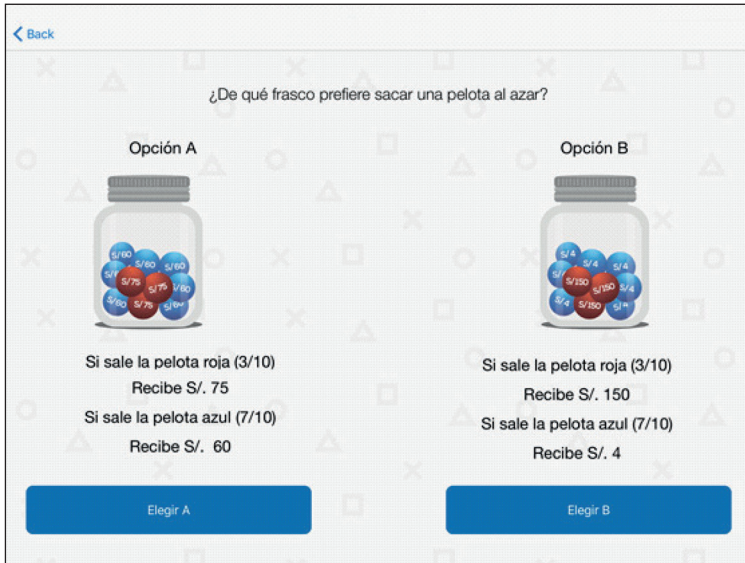 Back
¿De qué frasco prefiere sacar una pelota al azar?
Opción A
S/60
S/60
S/60
S/75
S/75
S/60
S/60
S/75
S/60
Si sale la pelota roja (3/10)
Recibe S/. 75
Si sale la pelota azul (7/10)
Recibe S/. 60
Elegir A
Opción B
S/4
S/4
S/4
S/150
S/150
S/4
S/4
S/150
S/4
Si sale la pelota roja (3/10)
Recibe S/. 150
Si sale la pelota azul (7/10)
Recibe S/. 4
Elegir B